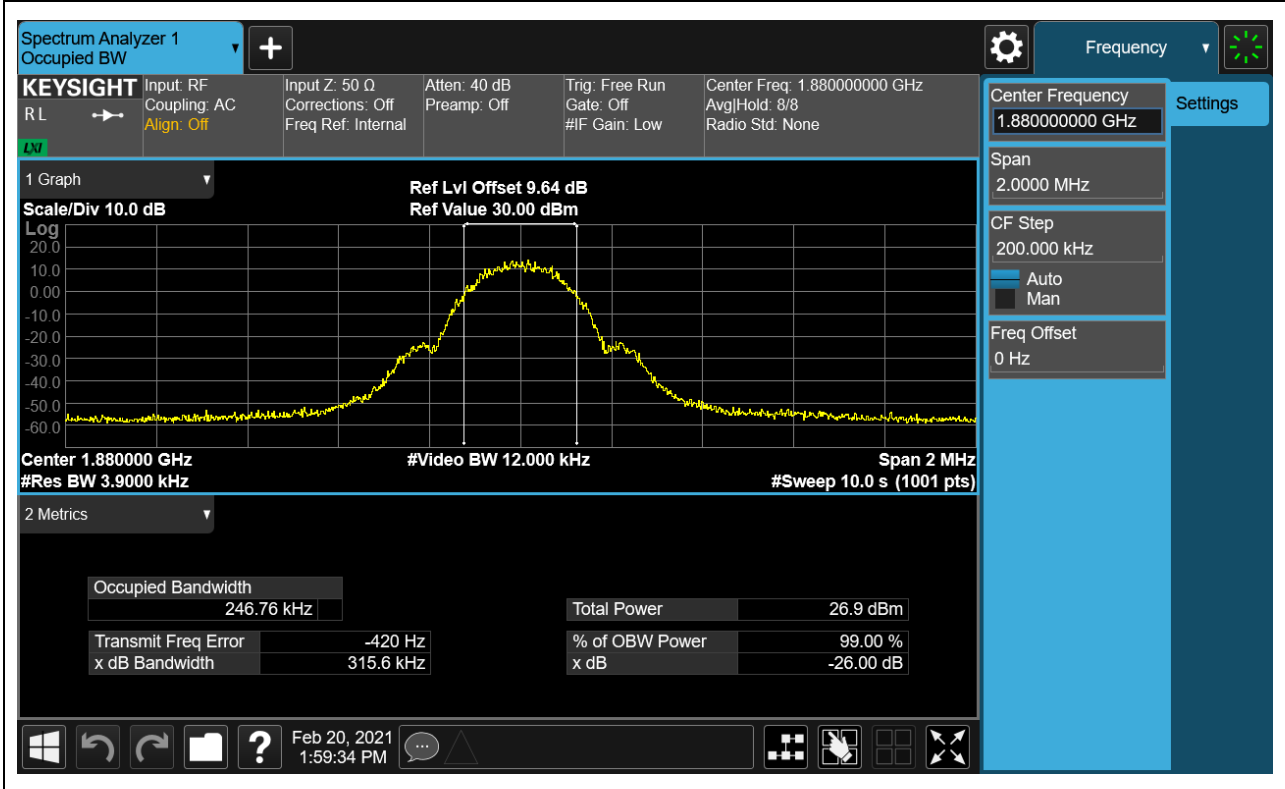 Spectrum Analyzer 1
Occupied BW
Frequency
KEYSIGHT
R L
LXI
Input: RF
Coupling: AC
Align: Off
Input Z: 50 Ω
Corrections: Off
Freq Ref: Internal
Atten: 40 dB
Preamp: Off
Trig: Free Run
Gate: Off
#IF Gain: Low
Center Freq: 1.880000000 GHz
Avg|Hold: 8/8
Radio Std: None
Center Frequency
1.880000000 GHz
Settings
Span
2.0000 MHz
CF Step
200.000 kHz
Auto
Man
Freq Offset
0 Hz
1 Graph
Scale/Div 10.0 dB
Ref Lvl Offset 9.64 dB
Ref Value 30.00 dBm
Log
20.0
10.0
0.00
-10.0
-20.0
-30.0
-40.0
-50.0
-60.0
Center 1.880000 GHz
#Video BW 12.000 kHz
Span 2 MHz
#Res BW 3.9000 kHz
#Sweep 10.0 s (1001 pts)
2 Metrics
Occupied Bandwidth
246.76 kHz
Total Power 26.9 dBm
Transmit Freq Error -420 Hz
% of OBW Power 99.00 %
x dB Bandwidth 315.6 kHz
x dB -26.00 dB
?
Feb 20, 2021
1:59:34 PM